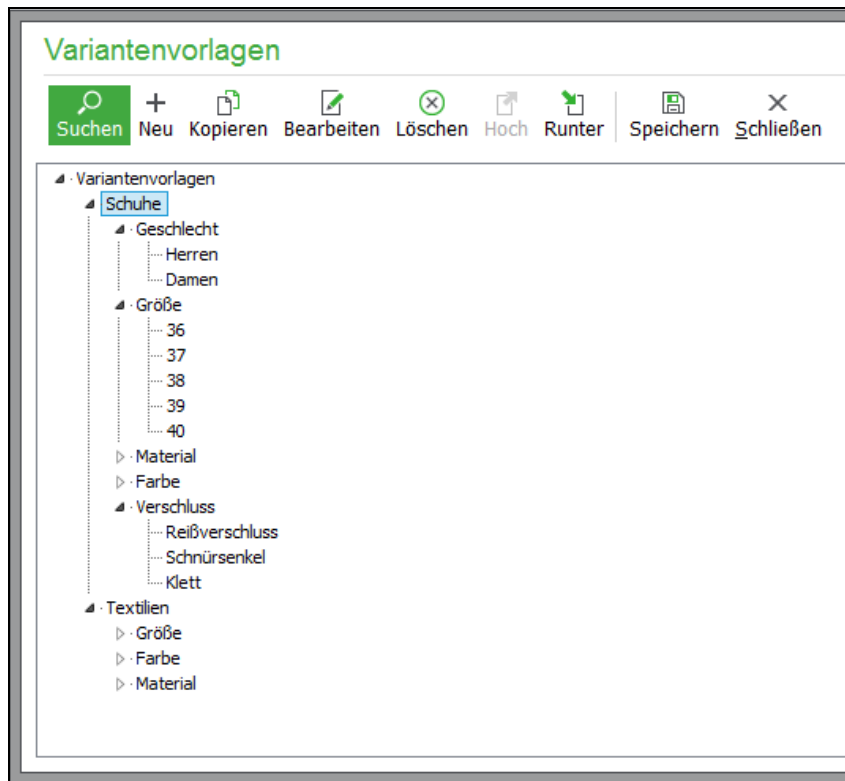 Variantenvorlagen
Suchen Neu Kopieren Bearbeiten Löschen Hoch Runter Speichern Schließen
Variantenvorlagen
Schuhe
Geschlecht
Herren
Damen
Größe
36
37
38
39
40
Material
Farbe
Verschluss
Reißverschluss
Schnürsenkel
Klett
Textilien
Größe
Farbe
Material